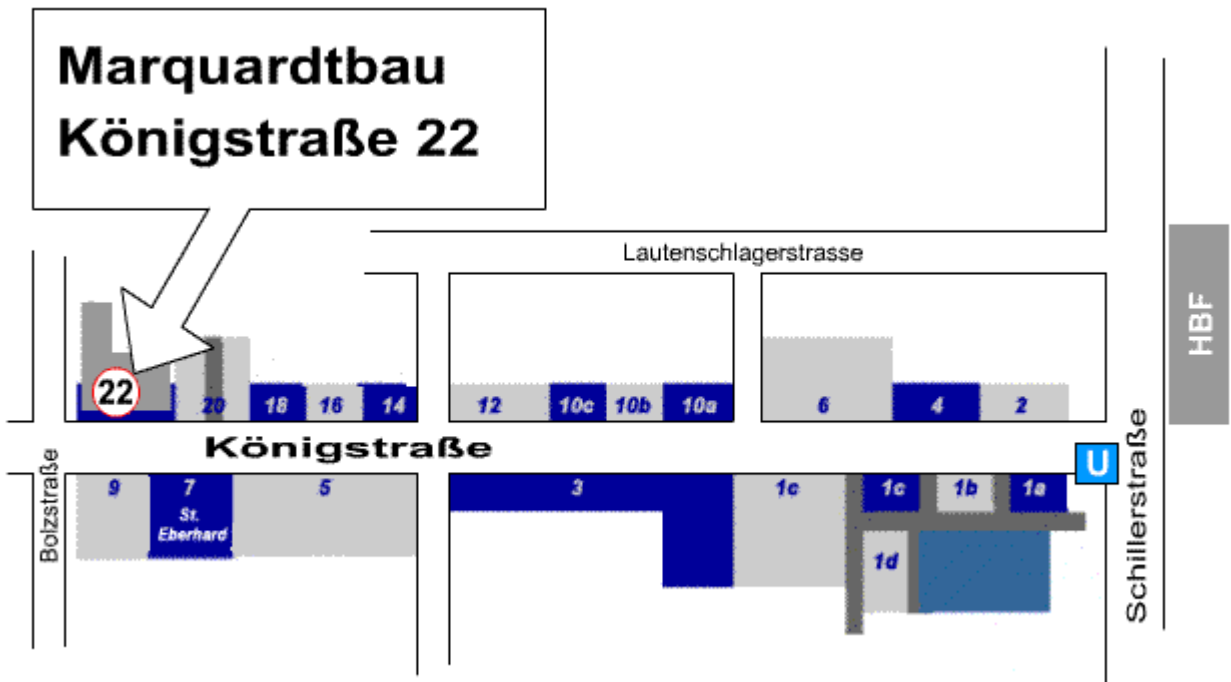 Marquardtbau
Königstraße 22
Lautenschlagerstrasse
HBF
22
20
18
16
14
12
10c
10b
10a
6
4
2
Königstraße
U
Bolzstraße
9
7
St.
Eberhard
5
3
1c
1c
1b
1a
1d
Schillerstraße